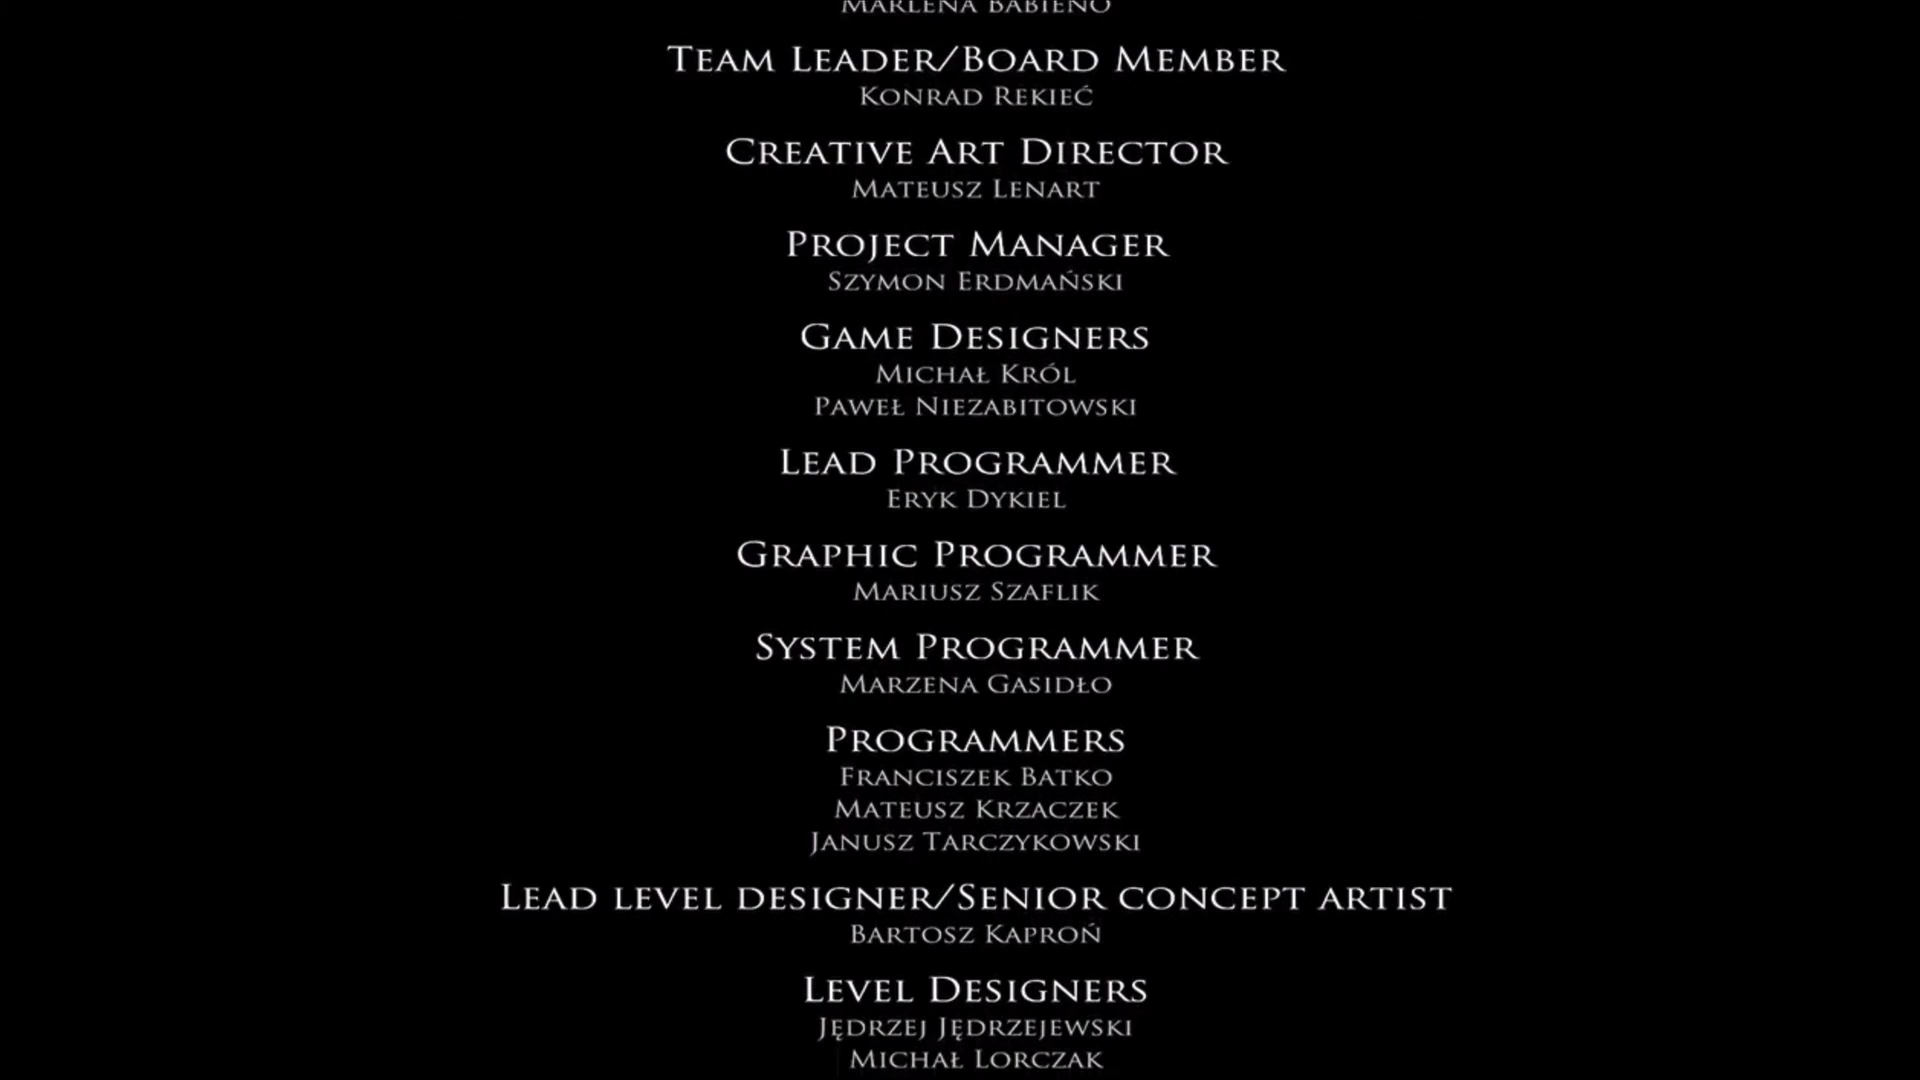 Marlena Babieno
Team Leader/Board Member
Konrad Rekieć
Creative Art Director
Mateusz Lenart
Project Manager
Szymon Erdmański
Game Designers
Michał Król
Paweł Niezabitowski
Lead Programmer
Eryk Dykiel
Graphic Programmer
Mariusz Szaflik
System Programmer
Marzena Gasidło
Programmers
Franciszek Batko
Mateusz Krzaczek
Janusz Tarczykowski
Lead level designer/Senior concept artist
Bartosz Kaproń
Level Designers
Jędrzej Jędrzejewski
Michał Lorczak